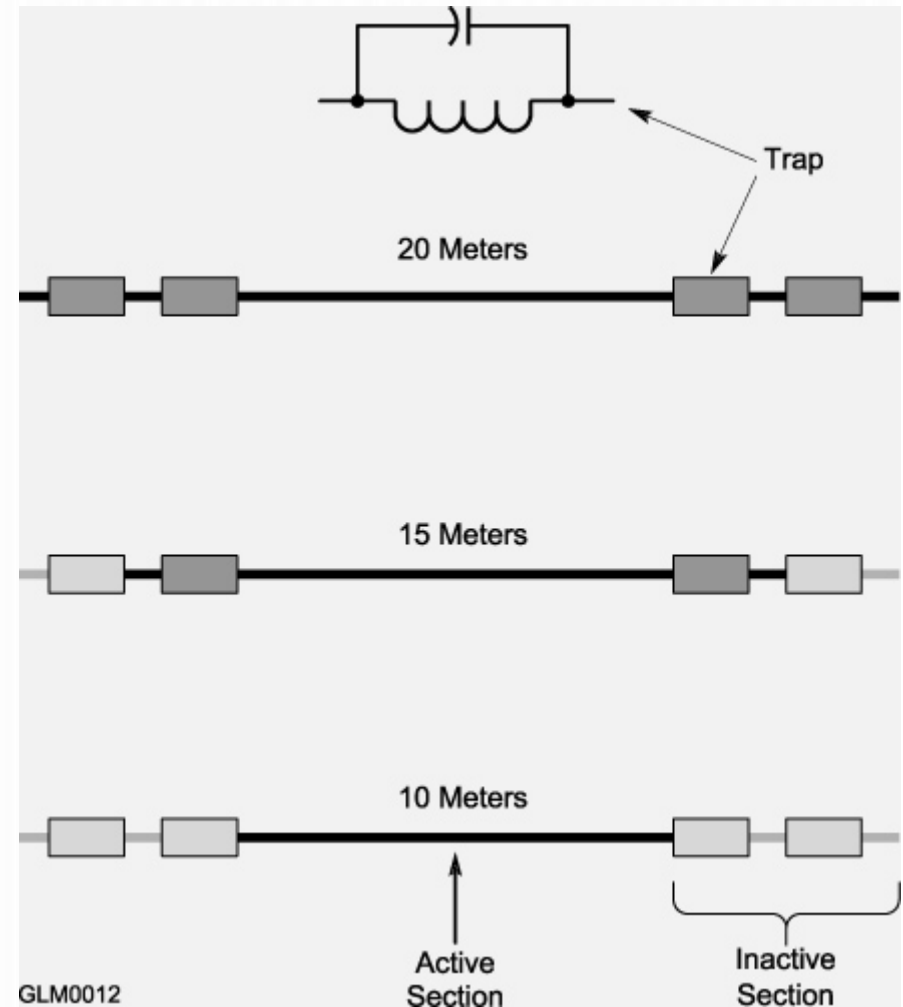 Trap
20 Meters
15 Meters
10 Meters
Active
Section
Inactive
Section
GLM0012